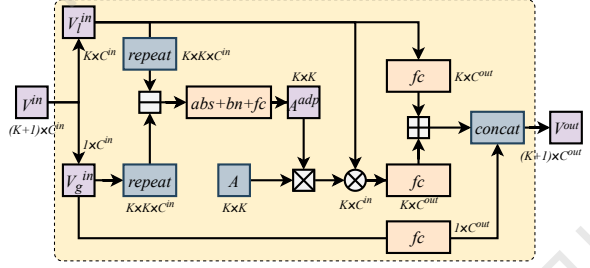 V_l^in
K×C^in
repeat
K×K×C^in
fc
K×C^out
K×K
V^in
(K+1)×C^in
abs+bn+fc
A^adp
concat
V^out
(K+1)×C^out
1×C^in
V_g^in
repeat
K×K×C^in
A
K×K
K×C^in
fc
K×C^out
fc
1×C^out